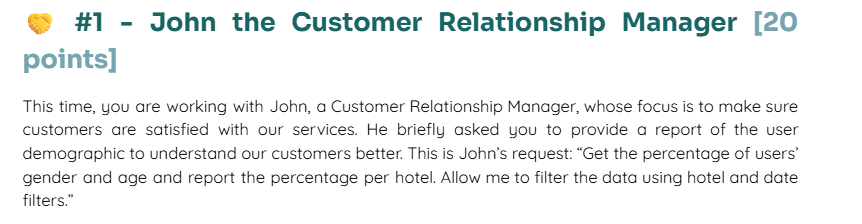 #1 - John the Customer Relationship Manager [20
points]
This time, you are working with John, a Customer Relationship Manager, whose focus is to make sure
customers are satisfied with our services. He briefly asked you to provide a report of the user
demographic to understand our customers better. This is John's request: “Get the percentage of users’
gender and age and report the percentage per hotel. Allow me to filter the data using hotel and date
filters.”